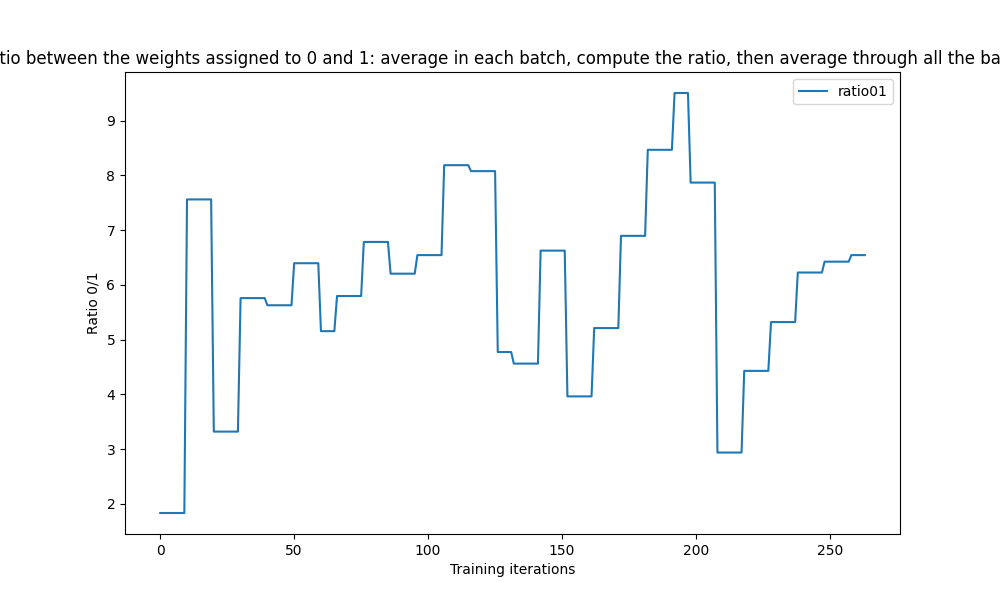 tio between the weights assigned to 0 and 1: average in each batch, compute the ratio, then average through all the ba
ratio01
9
8
7
6
5
4
3
2
Ratio 0/1
0 50 100 150 200 250
Training iterations